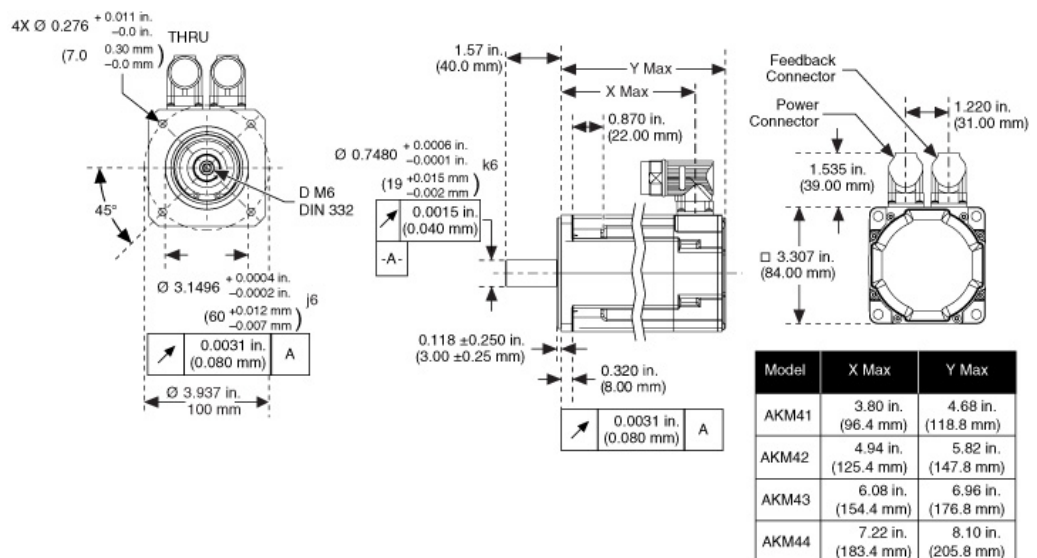 4X Ø 0.276 + 0.011 in.
–0.0 in.
THRU
(7.0 0.30 mm
–0.0 mm )
45°
D M6
DIN 332
Ø 3.1496 + 0.0004 in.
–0.0002 in.
j6
(60 +0.012 mm
–0.007 mm )
0.0031 in.
(0.080 mm)
A
Ø 3.937 in.
100 mm
1.57 in.
(40.0 mm)
Y Max
X Max
0.870 in.
(22.00 mm)
Ø 0.7480 + 0.0006 in.
–0.0001 in.
k6
(19 +0.015 mm
–0.002 mm )
0.0015 in.
(0.040 mm)
-A-
0.118 ±0.250 in.
(3.00 ±0.25 mm)
0.320 in.
(8.00 mm)
0.0031 in.
(0.080 mm)
A
Feedback
Connector
Power
Connector
1.220 in.
(31.00 mm)
1.535 in.
(39.00 mm)
□ 3.307 in.
(84.00 mm)
Model X Max Y Max
AKM41 3.80 in. 4.68 in.
(96.4 mm) (118.8 mm)
AKM42 4.94 in. 5.82 in.
(125.4 mm) (147.8 mm)
AKM43 6.08 in. 6.96 in.
(154.4 mm) (176.8 mm)
AKM44 7.22 in. 8.10 in.
(183.4 mm) (205.8 mm)